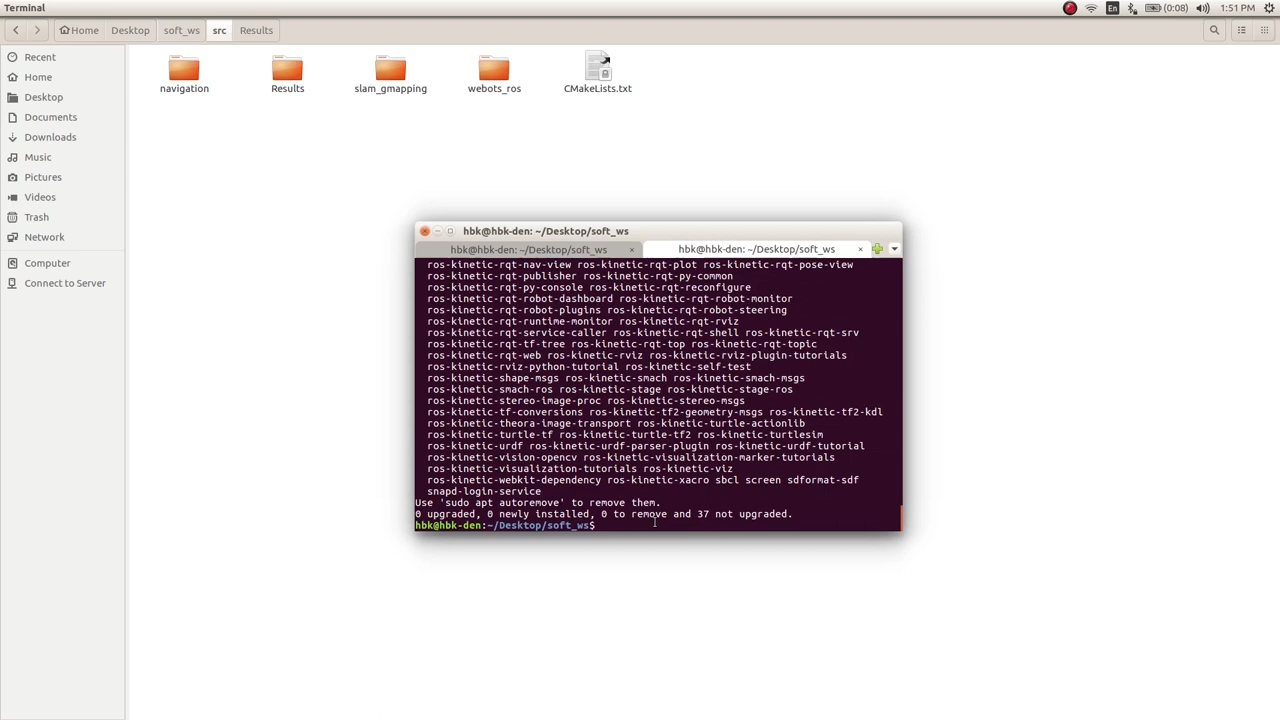 Terminal
En
(0:08)
1:51 PM
Home
Desktop
soft_ws
src
Results
Recent
Home
Desktop
Documents
Downloads
Music
Pictures
Videos
Trash
Network
Computer
Connect to Server
navigation
Results
slam_gmapping
webots_ros
CMakeLists.txt
hbk@hbk-den: ~/Desktop/soft_ws
hbk@hbk-den: ~/Desktop/soft_ws ×
hbk@hbk-den: ~/Desktop/soft_ws ×
ros-kinetic-rqt-nav-view ros-kinetic-rqt-plot ros-kinetic-rqt-pose-view
ros-kinetic-rqt-publisher ros-kinetic-rqt-py-common
ros-kinetic-rqt-py-console ros-kinetic-rqt-reconfigure
ros-kinetic-rqt-robot-dashboard ros-kinetic-rqt-robot-monitor
ros-kinetic-rqt-robot-plugins ros-kinetic-rqt-robot-steering
ros-kinetic-rqt-runtime-monitor ros-kinetic-rqt-rviz
ros-kinetic-rqt-service-caller ros-kinetic-rqt-shell ros-kinetic-rqt-srv
ros-kinetic-rqt-tf-tree ros-kinetic-rqt-top ros-kinetic-rqt-topic
ros-kinetic-rqt-web ros-kinetic-rviz ros-kinetic-rviz-plugin-tutorials
ros-kinetic-rviz-python-tutorial ros-kinetic-self-test
ros-kinetic-shape-msgs ros-kinetic-smach ros-kinetic-smach-msgs
ros-kinetic-smach-ros ros-kinetic-stage ros-kinetic-stage-ros
ros-kinetic-stereo-image-proc ros-kinetic-stereo-msgs
ros-kinetic-tf-conversions ros-kinetic-tf2-geometry-msgs ros-kinetic-tf2-kdl
ros-kinetic-theora-image-transport ros-kinetic-turtle-actionlib
ros-kinetic-turtle-tf ros-kinetic-turtle-tf2 ros-kinetic-turtlesim
ros-kinetic-urdf ros-kinetic-urdf-parser-plugin ros-kinetic-urdf-tutorial
ros-kinetic-vision-opencv ros-kinetic-visualization-marker-tutorials
ros-kinetic-visualization-tutorials ros-kinetic-viz
ros-kinetic-webkit-dependency ros-kinetic-xacro sbcl screen sdformat-sdf
snapd-login-service
Use 'sudo apt autoremove' to remove them.
0 upgraded, 0 newly installed, 0 to remove and 37 not upgraded.
hbk@hbk-den:~/Desktop/soft_ws$